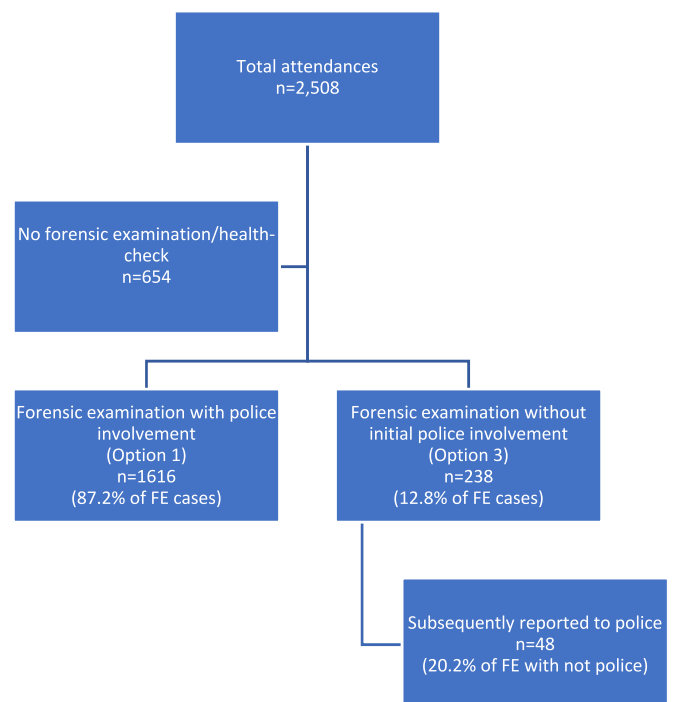 Total attendances
n=2,508
No forensic examination/health-
check
n=654
Forensic examination with police
involvement
(Option 1)
n=1616
(87.2% of FE cases)
Forensic examination without
initial police involvement
(Option 3)
n=238
(12.8% of FE cases)
Subsequently reported to police
n=48
(20.2% of FE with not police)